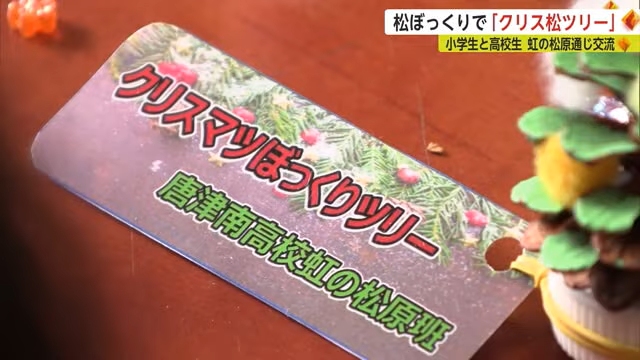 松ぼっくりで「クリス松ツリー」
小学生と高校生 虹の松原通じ交流
クリスマツぼっくりツリー
唐津南高校虹の松原班